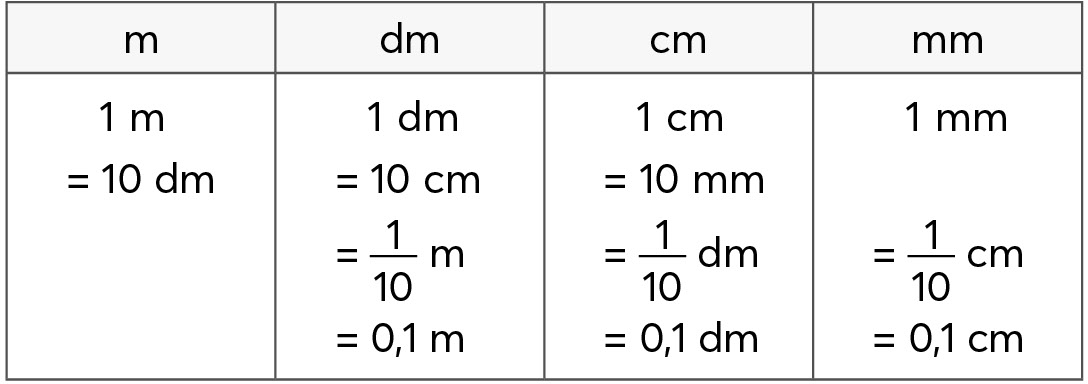 m dm cm mm
1 m 1 dm 1 cm 1 mm
= 10 dm = 10 cm = 10 mm
= 1/10 m = 1/10 dm = 1/10 cm
= 0,1 m = 0,1 dm = 0,1 cm